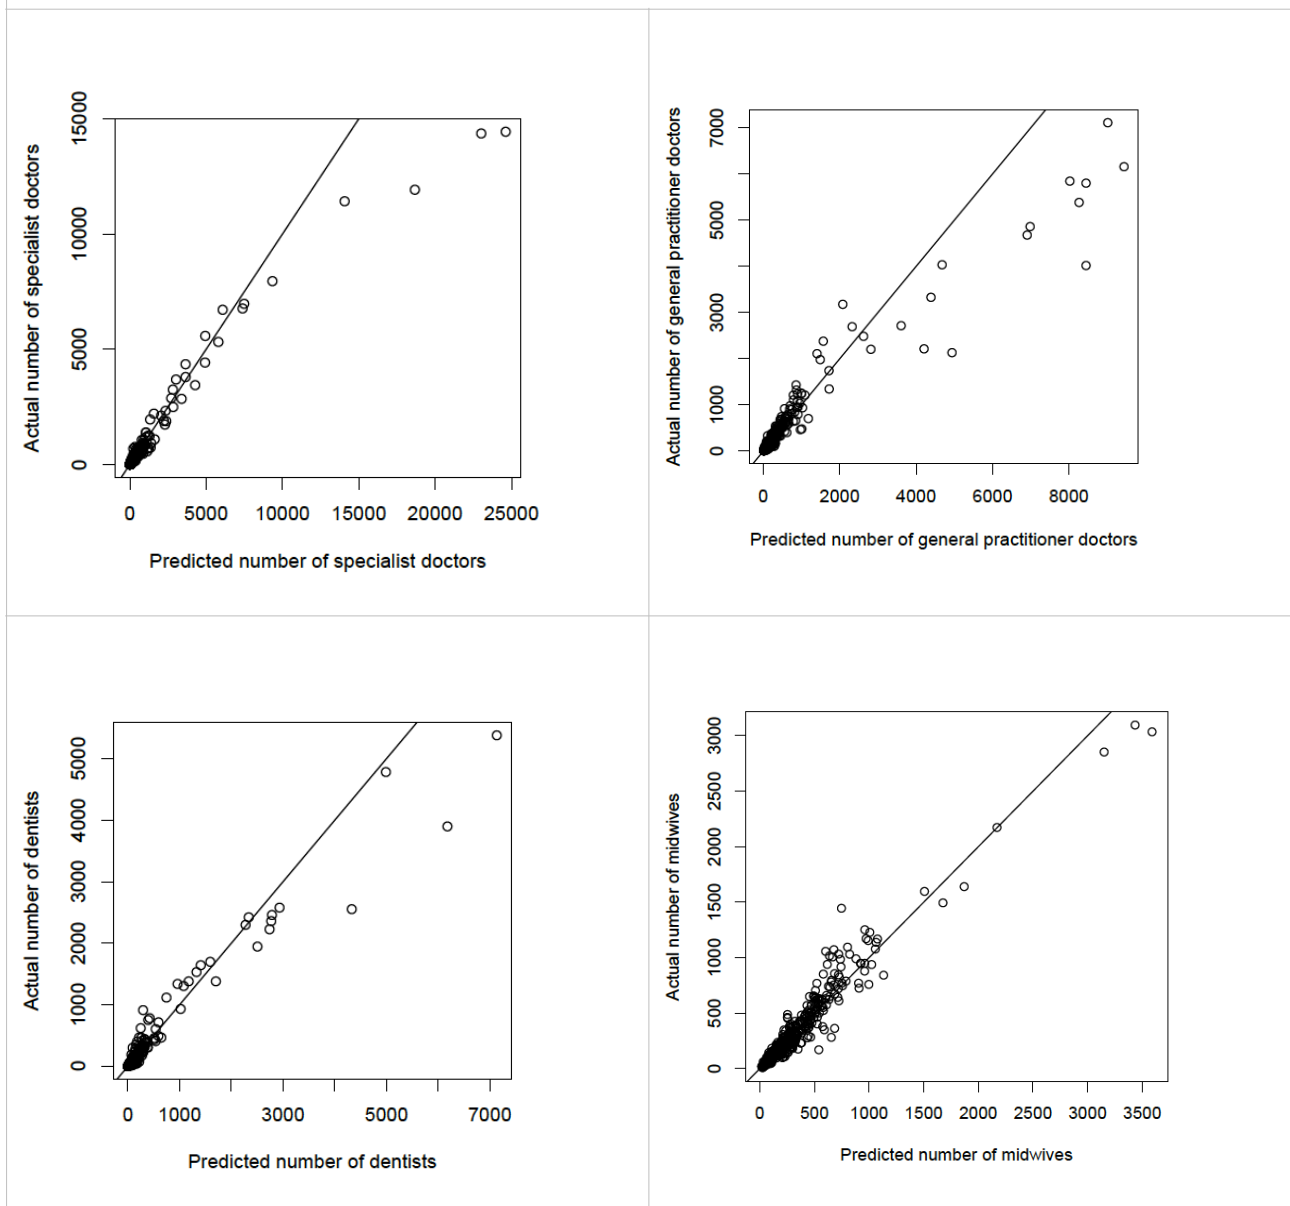 Actual number of specialist doctors
15000
10000
5000
0
0 5000 10000 15000 20000 25000
Predicted number of specialist doctors
Actual number of general practitioner doctors
7000
5000
3000
1000
0
0 2000 4000 6000 8000
Predicted number of general practitioner doctors
Actual number of dentists
5000
4000
3000
2000
1000
0
0 1000 3000 5000 7000
Predicted number of dentists
Actual number of midwives
3000
2500
2000
1500
1000
500
0
0 500 1000 1500 2000 2500 3000 3500
Predicted number of midwives